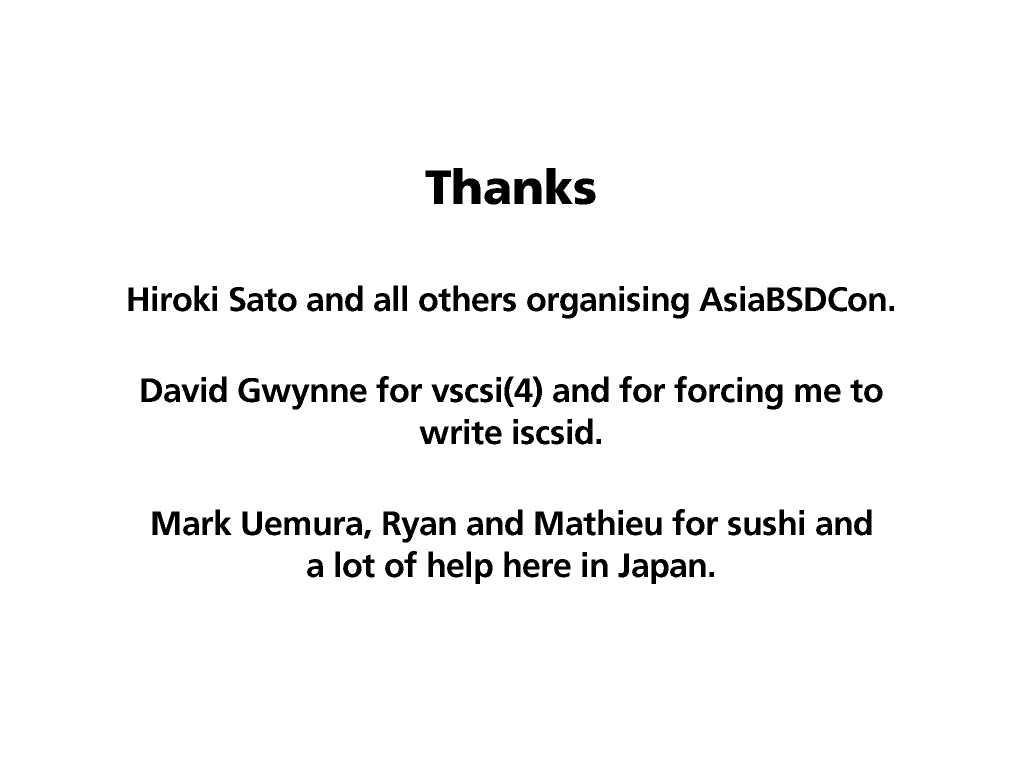 Thanks
Hiroki Sato and all others organising AsiaBSDCon.
David Gwynne for vscsi(4) and for forcing me to
write iscsid.
Mark Uemura, Ryan and Mathieu for sushi and
a lot of help here in Japan.